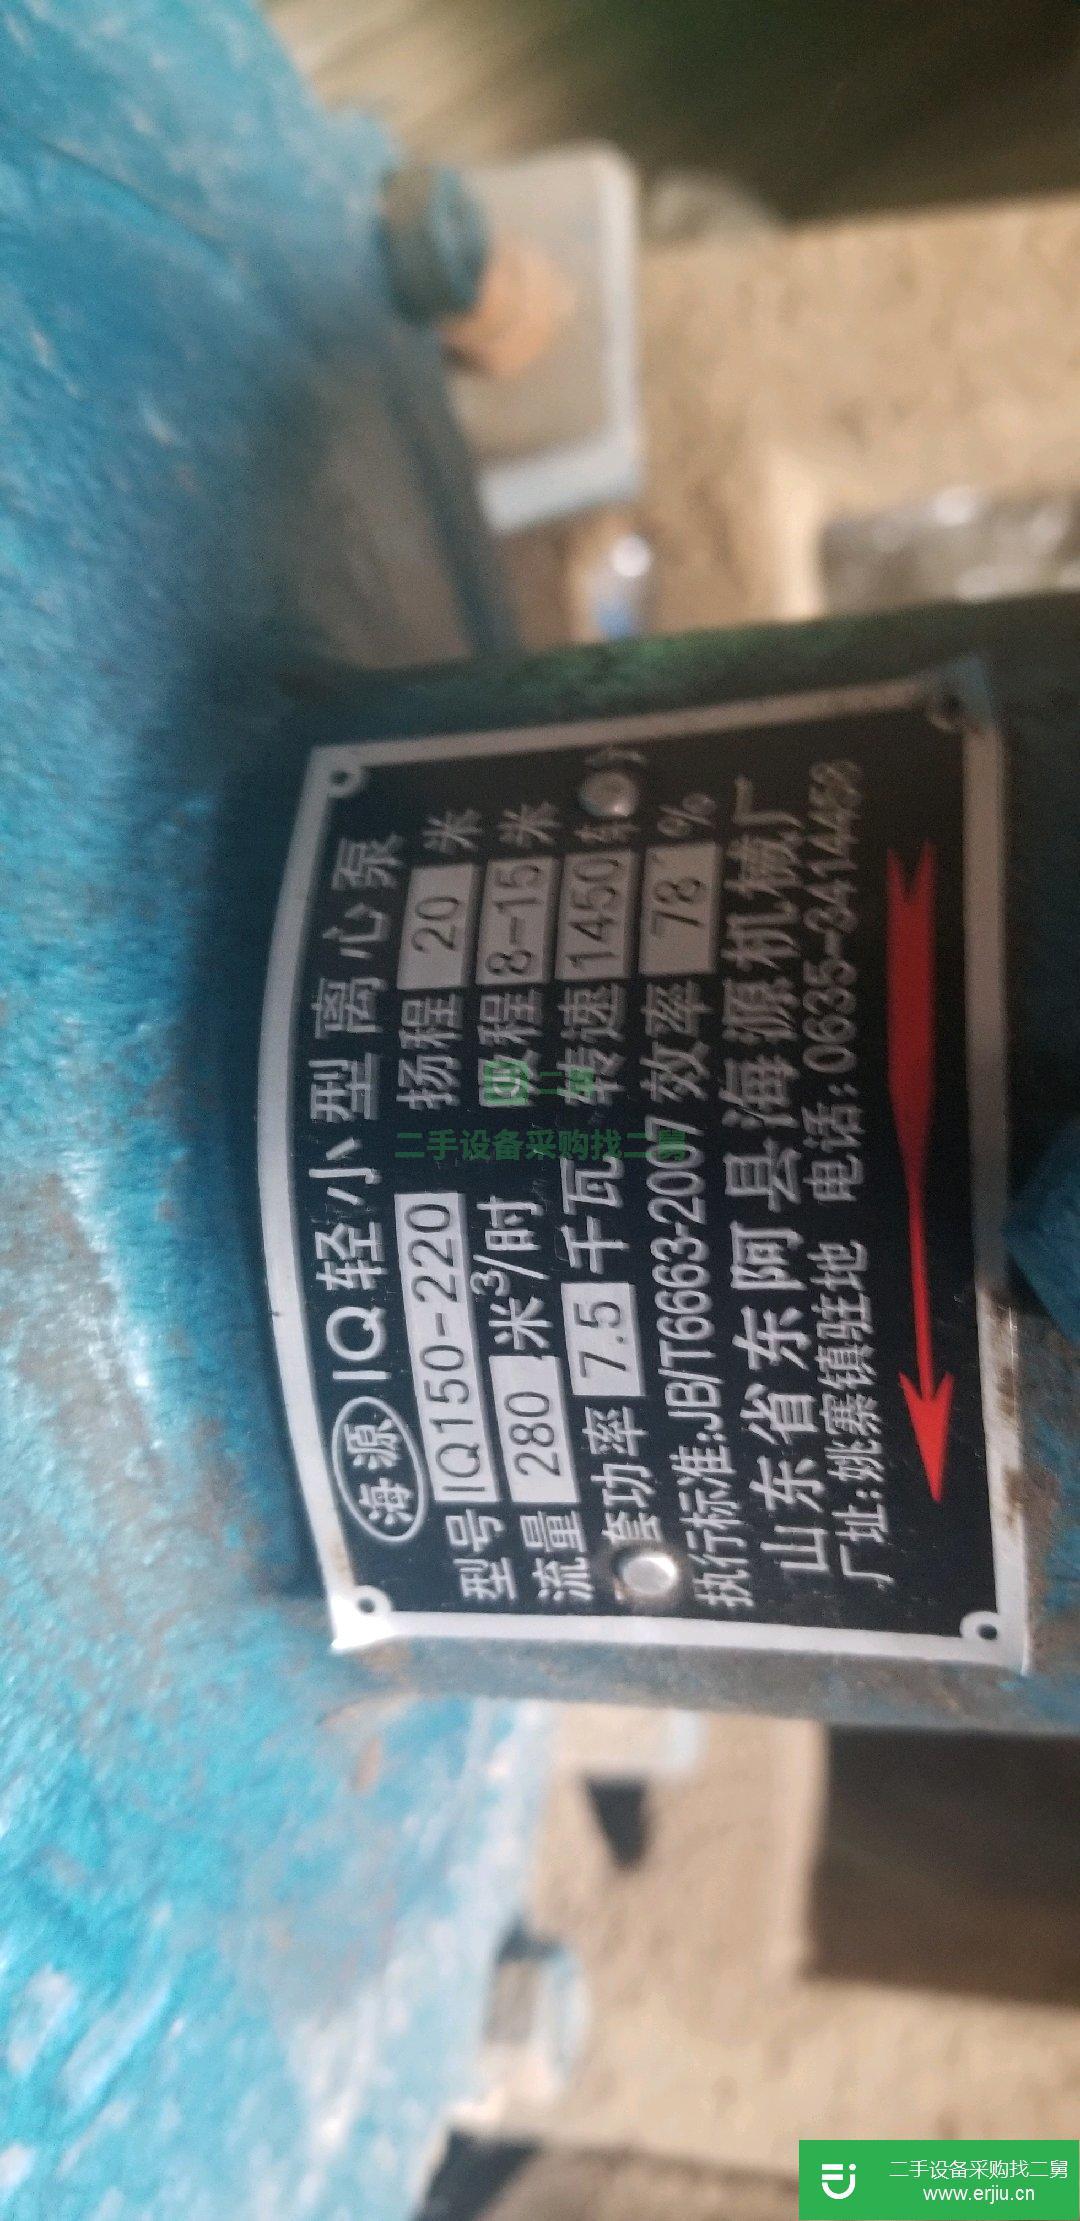 海源 IQ轻小型离心泵
型号 IQ150-220 扬程 20 米
流量 280 米³/时 吸程 8-15 米
套功率 7.5 千瓦 转速 1450 转
执行标准:JB/T6663-2007 效率 78 %
山东省东阿县海源机械厂
厂址:姚寨镇驻地 电话:0635-3414458
二手设备采购找二舅
二手设备采购找二舅
www.erjiu.cn